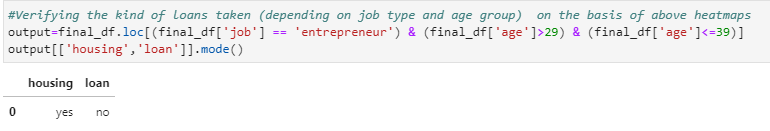 #Verifying the kind of Loans taken (depending on job type and age group)  on the basis of above heatmaps
output=final_df.loc[(final_df['job'] == 'entrepreneur') & (final_df['age']>29) & (final_df['age']<=39)]
output[['housing','loan']].mode()
housing loan
0 yes no